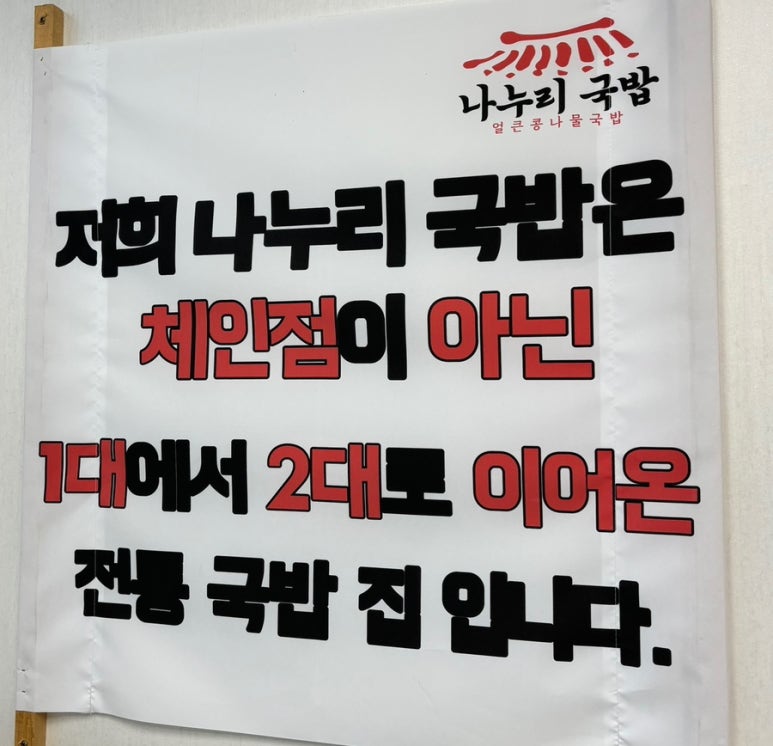 나누리 국밥
얼큰콩나물국밥
저희 나누리 국밥은
체인점이 아닌
1대에서 2대로 이어온
전통 국밥 집 입니다.